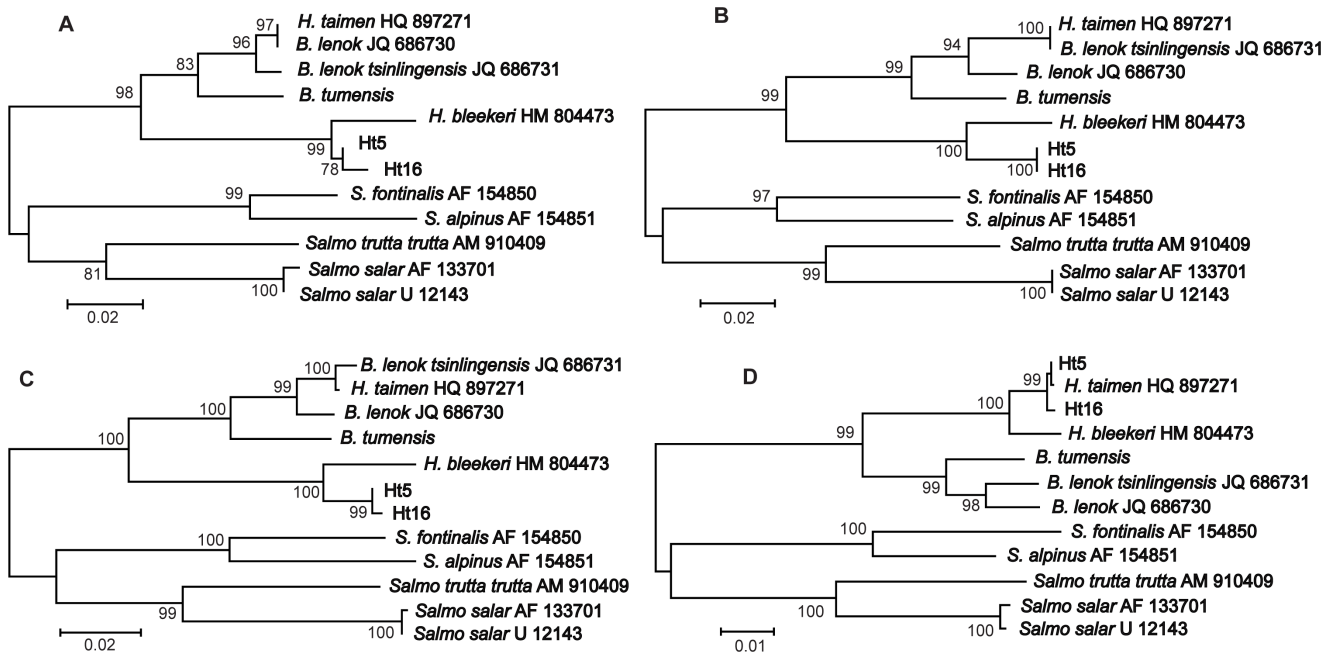 A
97
H. taimen HQ 897271
96
B. lenok JQ 686730
83
B. lenok tsinlingensis JQ 686731
98
B. tumensis
H. bleekeri HM 804473
99
Ht5
78
Ht16
99
S. fontinalis AF 154850
S. alpinus AF 154851
Salmo trutta trutta AM 910409
81
Salmo salar AF 133701
100
Salmo salar U 12143
0.02
B
100
H. taimen HQ 897271
94
B. lenok tsinlingensis JQ 686731
99
B. lenok JQ 686730
99
B. tumensis
H. bleekeri HM 804473
100
Ht5
100
Ht16
97
S. fontinalis AF 154850
S. alpinus AF 154851
Salmo trutta trutta AM 910409
99
Salmo salar AF 133701
100
Salmo salar U 12143
0.02
C
100
B. lenok tsinlingensis JQ 686731
99
H. taimen HQ 897271
100
B. lenok JQ 686730
100
B. tumensis
H. bleekeri HM 804473
100
Ht5
99
Ht16
100
S. fontinalis AF 154850
S. alpinus AF 154851
Salmo trutta trutta AM 910409
99
Salmo salar AF 133701
100
Salmo salar U 12143
0.02
D
Ht5
99
H. taimen HQ 897271
100
Ht16
99
H. bleekeri HM 804473
B. tumensis
99
B. lenok tsinlingensis JQ 686731
98
B. lenok JQ 686730
100
S. fontinalis AF 154850
S. alpinus AF 154851
Salmo trutta trutta AM 910409
100
Salmo salar AF 133701
100
Salmo salar U 12143
0.01